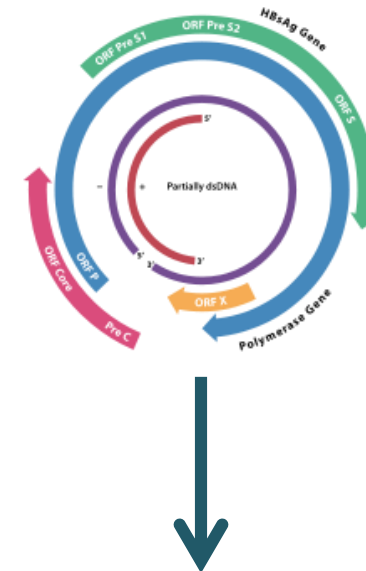 HBsAg Gene
ORF Pre S1
ORF Pre S2
ORF S
5'
−
+
Partially dsDNA
5'
3'
3'
ORF P
ORF Core
Pre C
ORF X
Polymerase Gene